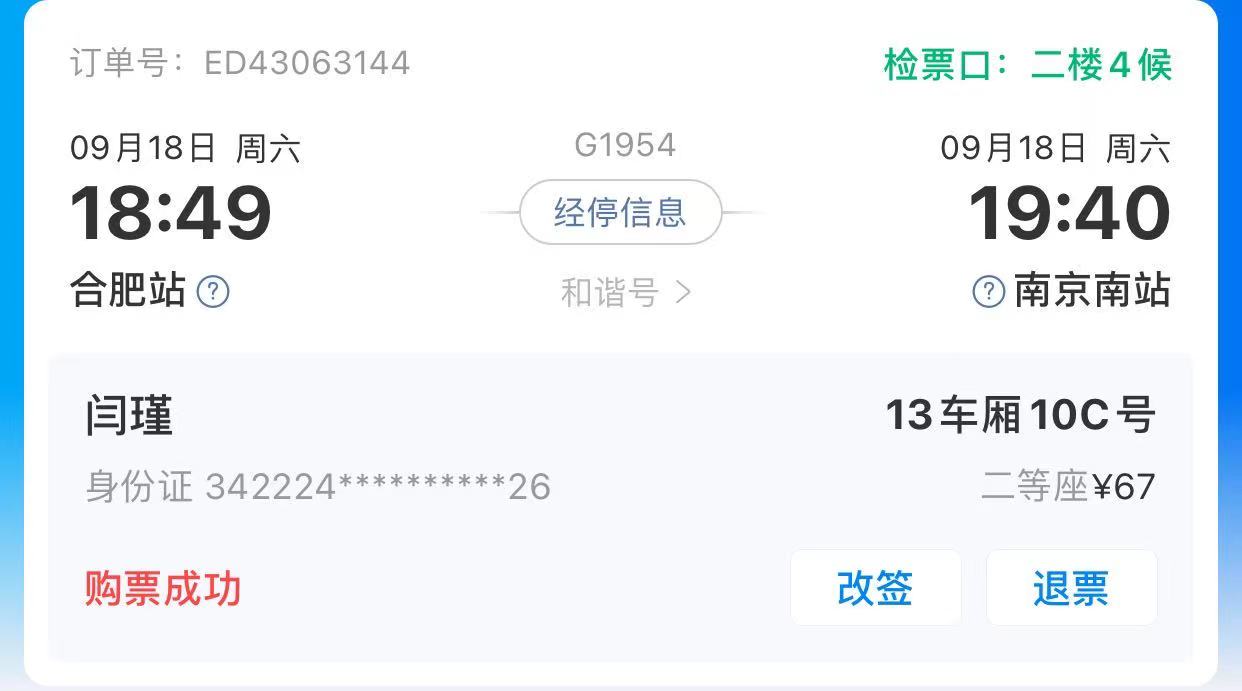 订单号：ED43063144
检票口：二楼4候
09月18日 周六
G1954
09月18日 周六
18:49
经停信息
19:40
合肥站 ?
和谐号 >
? 南京南站
闫瑾
13车厢10C号
身份证 342224**********26
二等座¥67
购票成功
改签
退票